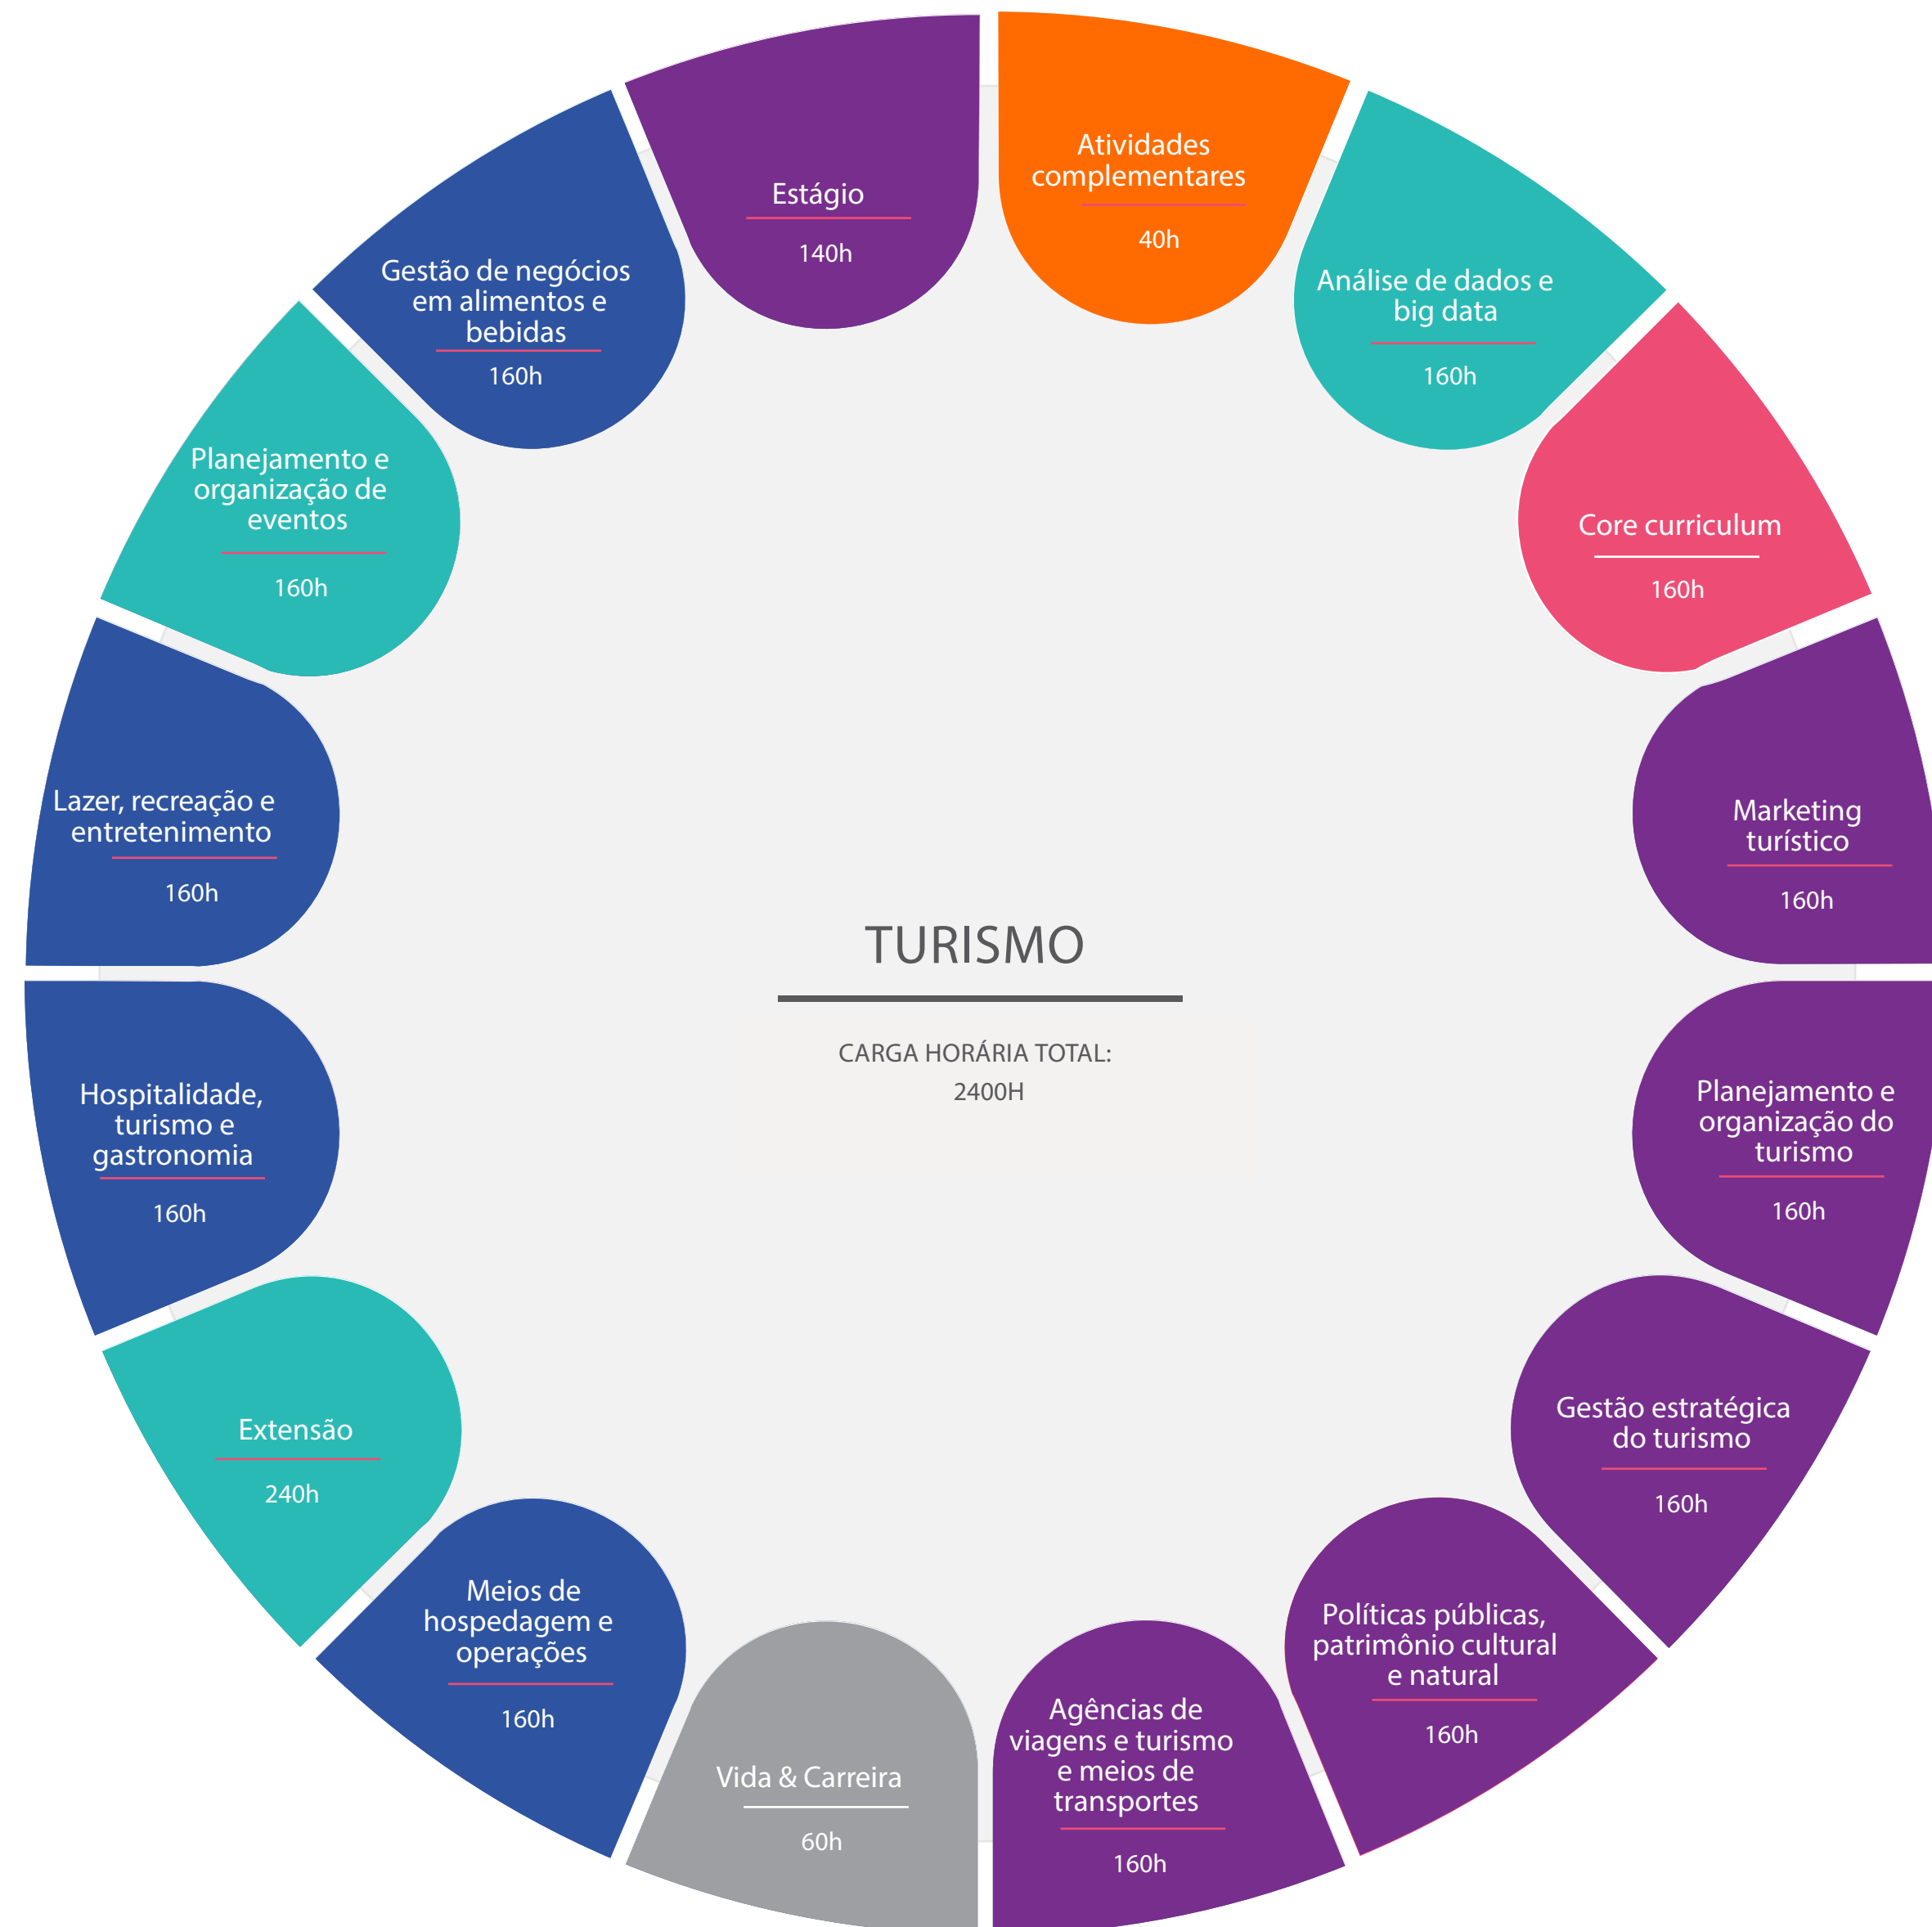 Atividades
complementares
40h
Análise de dados e
big data
160h
Core curriculum
160h
Marketing
turístico
160h
Planejamento e
organização do
turismo
160h
Gestão estratégica
do turismo
160h
Políticas públicas,
patrimônio cultural
e natural
160h
Agências de
viagens e turismo
e meios de
transportes
160h
Vida & Carreira
60h
Meios de
hospedagem e
operações
160h
Extensão
240h
Hospitalidade,
turismo e
gastronomia
160h
Lazer, recreação e
entretenimento
160h
Planejamento e
organização de
eventos
160h
Gestão de negócios
em alimentos e
bebidas
160h
Estágio
140h
TURISMO
CARGA HORÁRIA TOTAL:
2400H